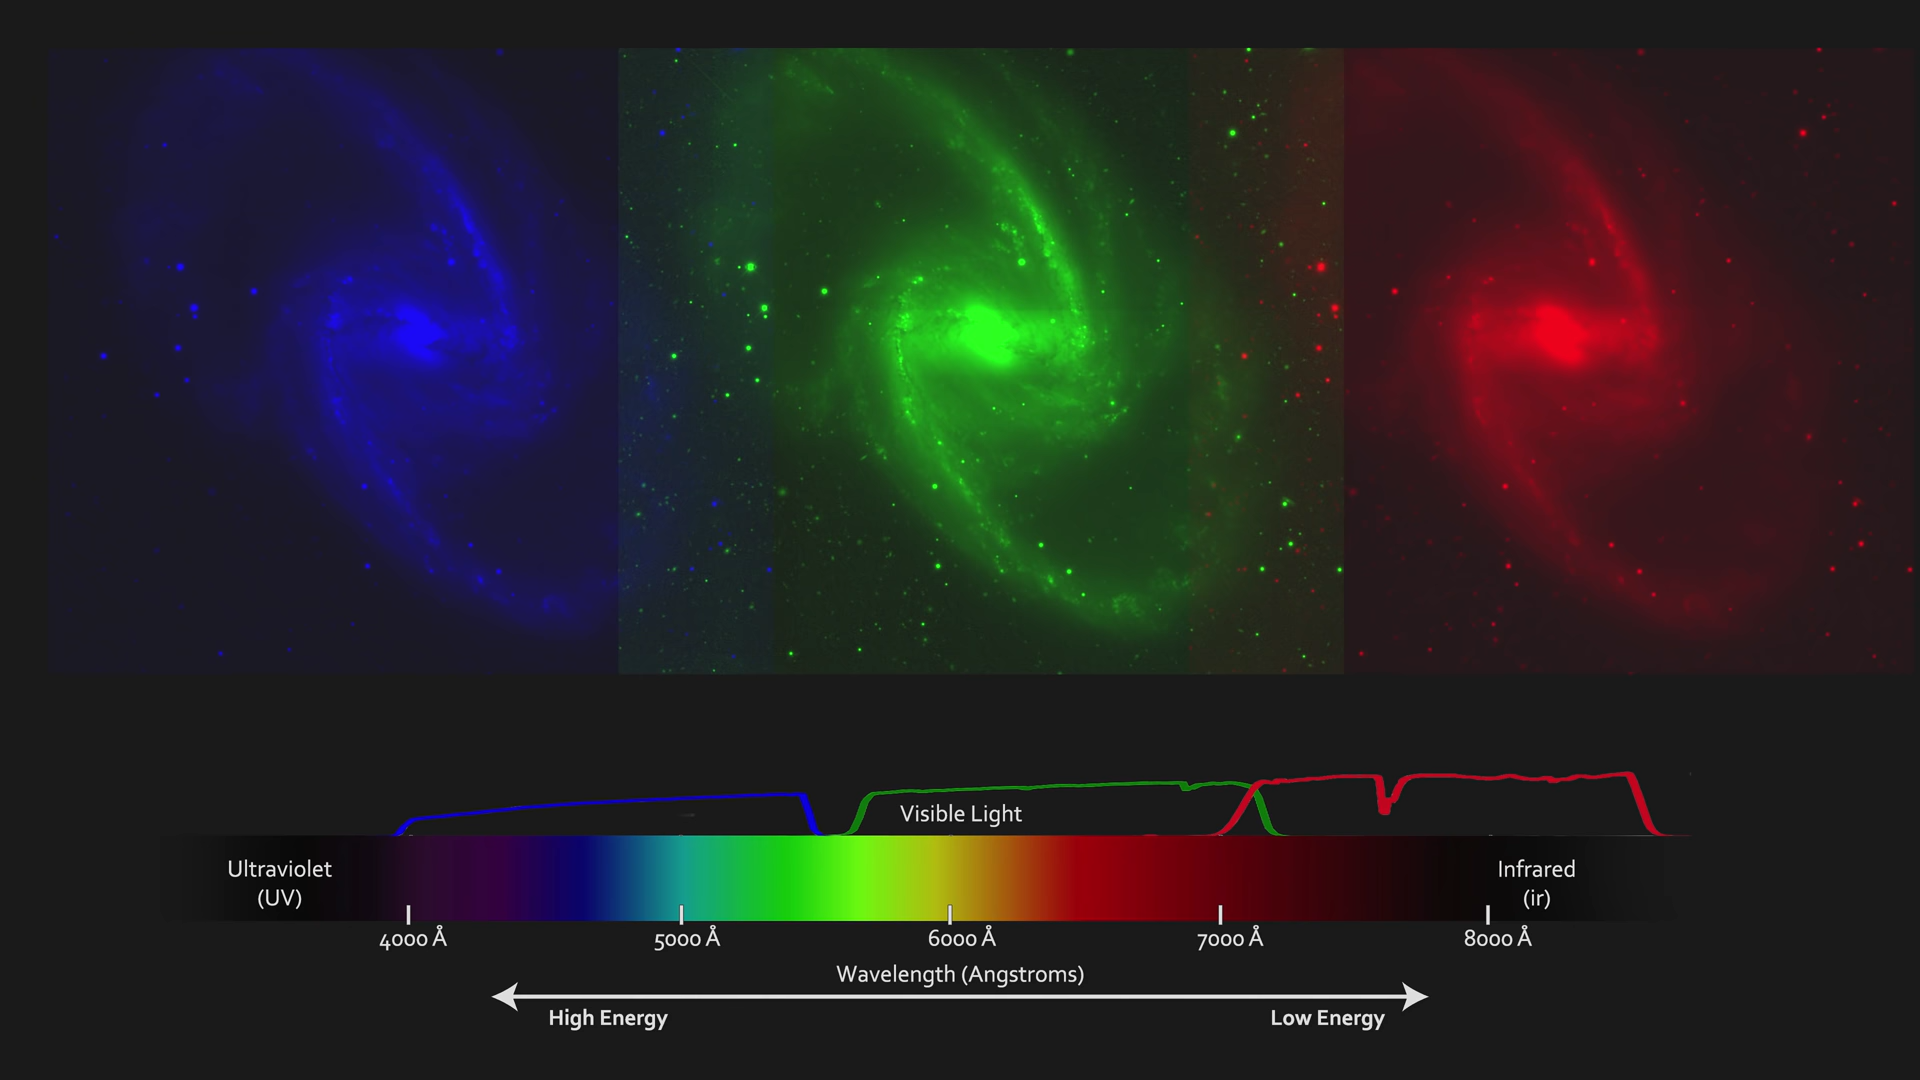 Visible Light
Ultraviolet
(UV)
Infrared
(ir)
4000 Å
5000 Å
6000 Å
7000 Å
8000 Å
Wavelength (Angstroms)
High Energy
Low Energy